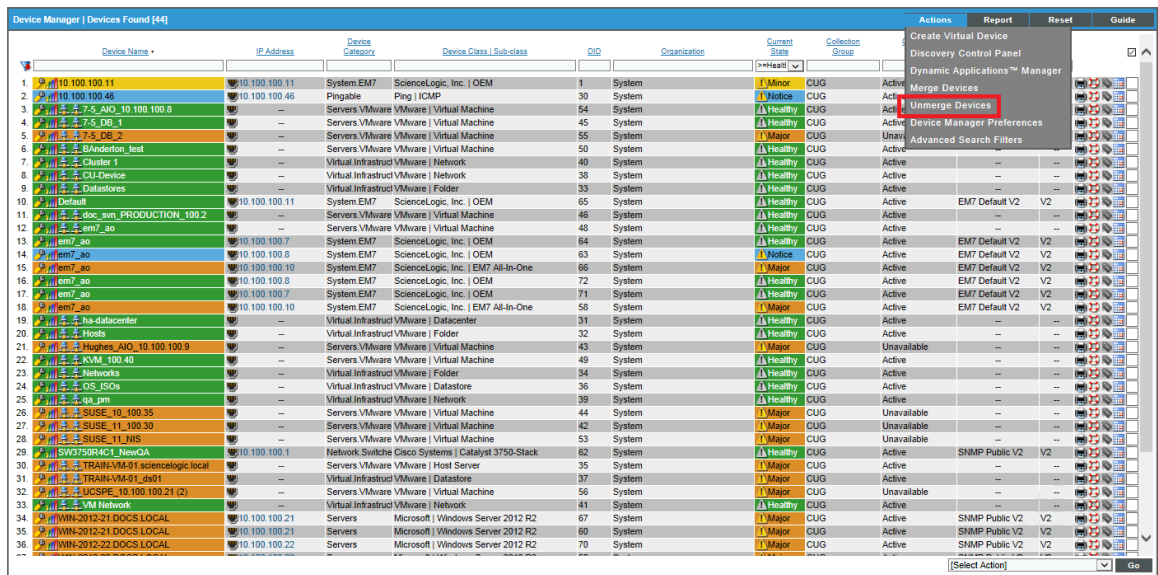 Device Manager | Devices Found [44]
Actions Report Reset Guide
Create Virtual Device
Discovery Control Panel
Dynamic Applications™ Manager
Merge Devices
Unmerge Devices
Device Manager Preferences
Advanced Search Filters
Device Name • IP Address Device Category Device Class | Sub-class DID Organization Current State Collection Group
>=Healt
1. 10.100.100.11 10.100.100.11 System.EM7 ScienceLogic, Inc. | OEM 1 System Minor CUG Active
2. 10.100.100.46 10.100.100.46 Pingable Ping | ICMP 30 System Notice CUG Active
3. 7-5_AIO_10.100.100.8 -- Servers.VMware VMware | Virtual Machine 54 System Healthy CUG Active
4. 7-5_DB_1 -- Servers.VMware VMware | Virtual Machine 45 System Healthy CUG Active
5. 7-5_DB_2 -- Servers.VMware VMware | Virtual Machine 55 System Major CUG Unava
6. BAnderton_test -- Servers.VMware VMware | Virtual Machine 50 System Healthy CUG Active
7. Cluster 1 -- Virtual.Infrastruct VMware | Network 40 System Healthy CUG Active -- --
8. CU-Device -- Virtual.Infrastruct VMware | Network 38 System Healthy CUG Active -- --
9. Datastores -- Virtual.Infrastruct VMware | Folder 33 System Healthy CUG Active -- --
10. Default 10.100.100.11 System.EM7 ScienceLogic, Inc. | OEM 65 System Healthy CUG Active EM7 Default V2 V2
11. doc_svn_PRODUCTION_100.2 -- Servers.VMware VMware | Virtual Machine 46 System Healthy CUG Active -- --
12. em7_ao -- Servers.VMware VMware | Virtual Machine 48 System Healthy CUG Active -- --
13. em7_ao 10.100.100.7 System.EM7 ScienceLogic, Inc. | OEM 64 System Healthy CUG Active EM7 Default V2 V2
14. em7_ao 10.100.100.8 System.EM7 ScienceLogic, Inc. | OEM 63 System Notice CUG Active EM7 Default V2 V2
15. em7_ao 10.100.100.10 System.EM7 ScienceLogic, Inc. | EM7 All-In-One 66 System Major CUG Active EM7 Default V2 V2
16. em7_ao 10.100.100.8 System.EM7 ScienceLogic, Inc. | OEM 72 System Healthy CUG Active EM7 Default V2 V2
17. em7_ao 10.100.100.7 System.EM7 ScienceLogic, Inc. | OEM 71 System Healthy CUG Active EM7 Default V2 V2
18. em7_ao 10.100.100.10 System.EM7 ScienceLogic, Inc. | EM7 All-In-One 58 System Major CUG Active EM7 Default V2 V2
19. ha-datacenter -- Virtual.Infrastruct VMware | Datacenter 31 System Healthy CUG Active -- --
20. Hosts -- Virtual.Infrastruct VMware | Folder 32 System Healthy CUG Active -- --
21. Hughes_AIO_10.100.100.9 -- Servers.VMware VMware | Virtual Machine 43 System Major CUG Unavailable -- --
22. KVM_100.40 -- Servers.VMware VMware | Virtual Machine 49 System Healthy CUG Active -- --
23. Networks -- Virtual.Infrastruct VMware | Folder 34 System Healthy CUG Active -- --
24. OS_ISOs -- Virtual.Infrastruct VMware | Datastore 36 System Healthy CUG Active -- --
25. qa_pm -- Virtual.Infrastruct VMware | Network 39 System Healthy CUG Active -- --
26. SUSE_10_100.35 -- Servers.VMware VMware | Virtual Machine 44 System Major CUG Unavailable -- --
27. SUSE_11_100.30 -- Servers.VMware VMware | Virtual Machine 42 System Major CUG Unavailable -- --
28. SUSE_11_NIS -- Servers.VMware VMware | Virtual Machine 53 System Major CUG Unavailable -- --
29. SW3750R4C1_NewQA 10.100.100.1 Network.Switche Cisco Systems | Catalyst 3750-Stack 62 System Healthy CUG Active SNMP Public V2 V2
30. TRAIN-VM-01.sciencelogic.local -- Servers.VMware VMware | Host Server 35 System Major CUG Active -- --
31. TRAIN-VM-01_ds01 -- Virtual.Infrastruct VMware | Datastore 37 System Major CUG Active -- --
32. UCSPE_10.100.100.21 (2) -- Servers.VMware VMware | Virtual Machine 56 System Major CUG Unavailable -- --
33. VM Network -- Virtual.Infrastruct VMware | Network 41 System Healthy CUG Active -- --
34. WIN-2012-21.DOCS.LOCAL 10.100.100.21 Servers Microsoft | Windows Server 2012 R2 67 System Major CUG Active SNMP Public V2 V2
35. WIN-2012-21.DOCS.LOCAL 10.100.100.21 Servers Microsoft | Windows Server 2012 R2 60 System Major CUG Active SNMP Public V2 V2
36. WIN-2012-22.DOCS.LOCAL 10.100.100.22 Servers Microsoft | Windows Server 2012 R2 70 System Major CUG Active SNMP Public V2 V2
[Select Action] Go